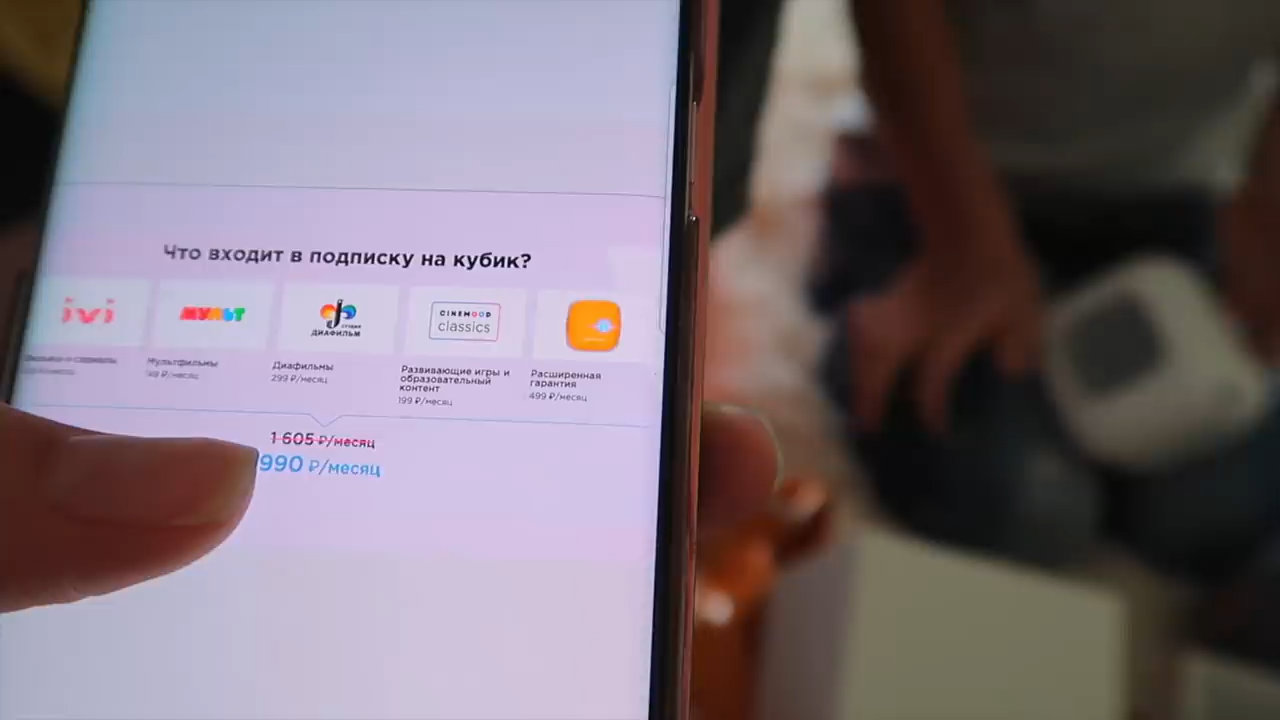 Что входит в подписку на кубик?
ivi
МУЛЬТ
студия
ДИАФИЛЬМ
CINEMOOD
classics
Мультфильмы
₽/месяц
Диафильмы
299 ₽/месяц
Развивающие игры и
образовательный
контент
199 ₽/месяц
Расширенная
гарантия
499 ₽/месяц
1 605 ₽/месяц
990 ₽/месяц